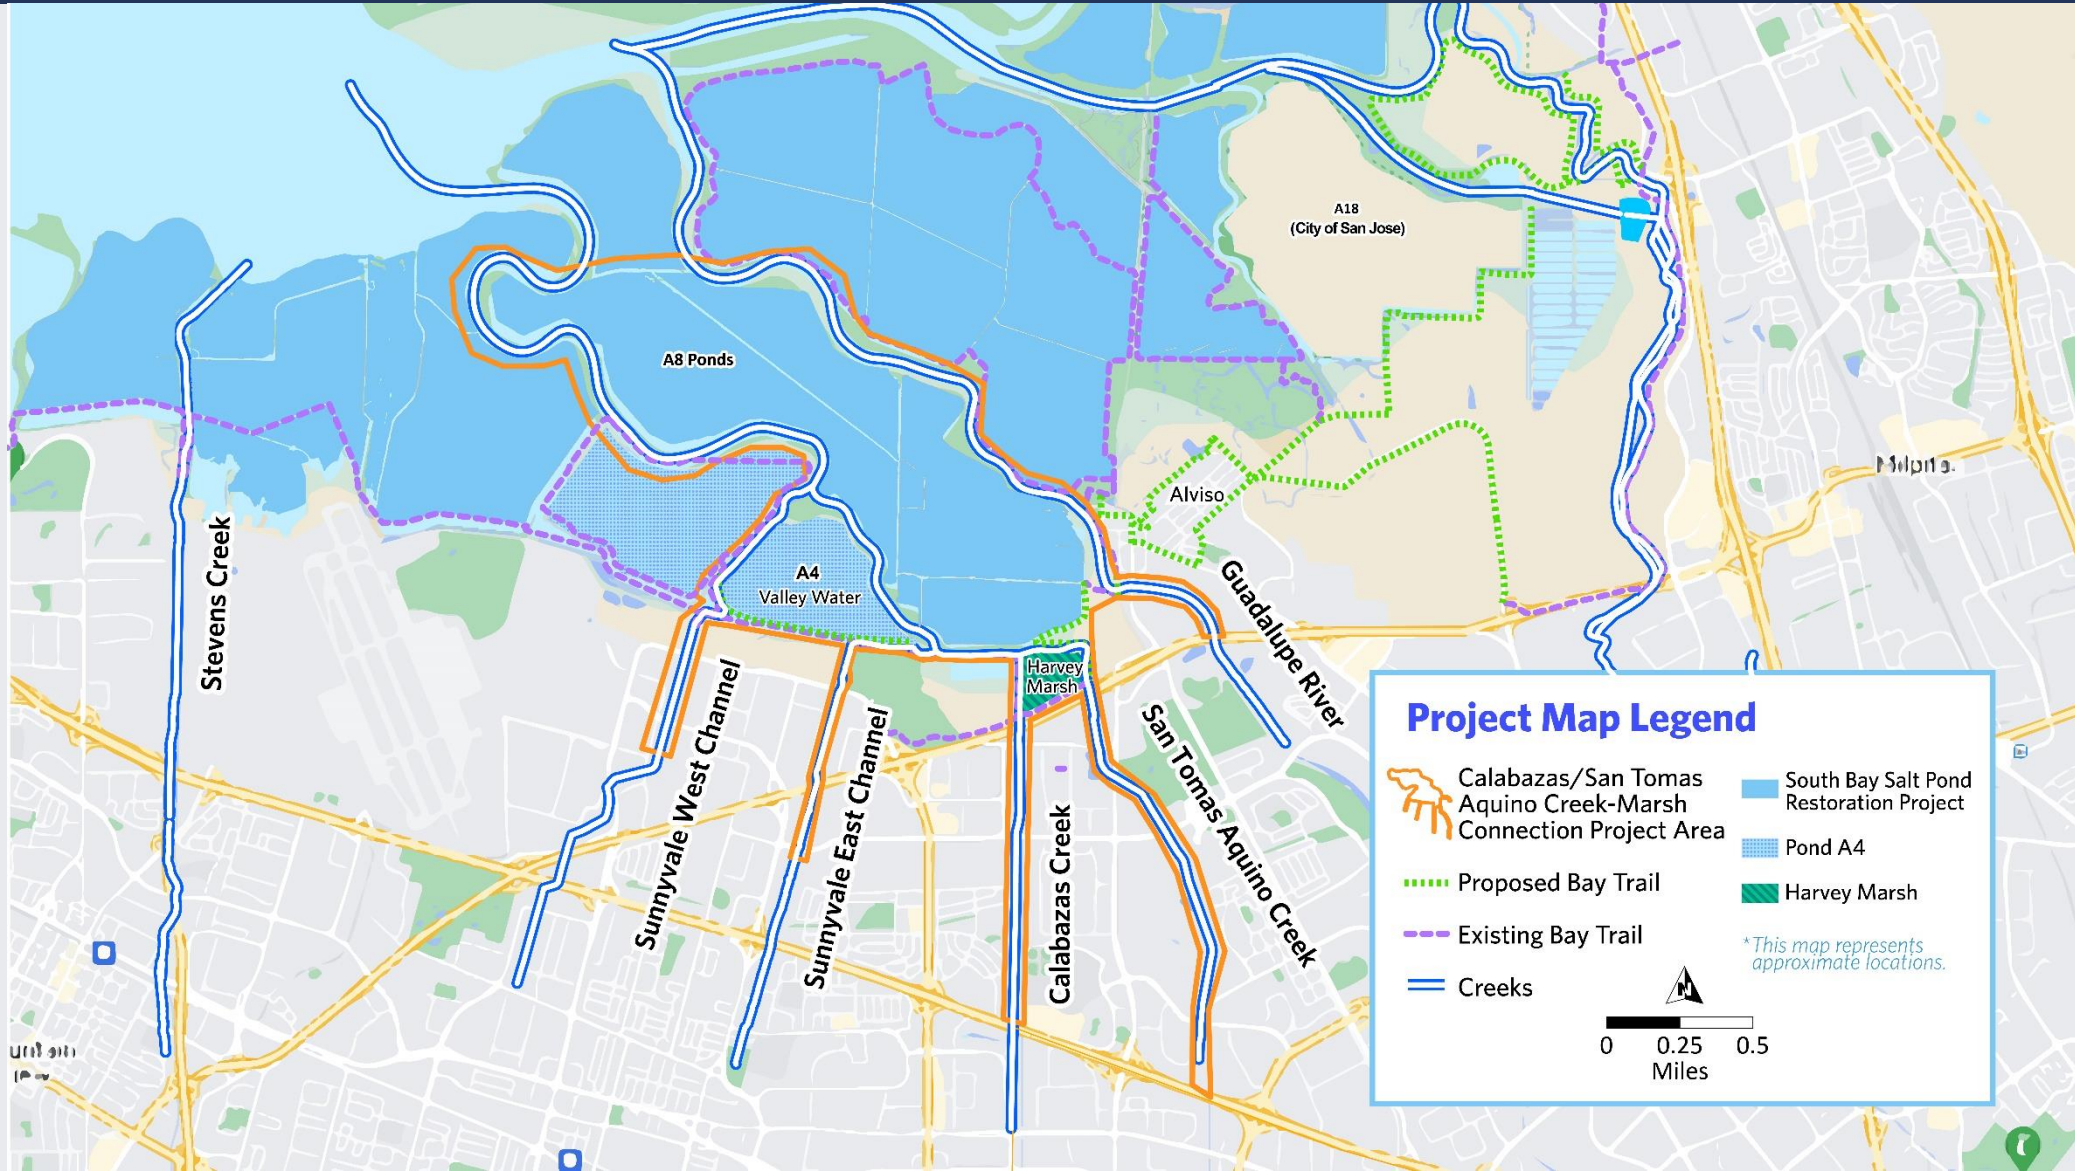 A18
(City of San Jose)
A8 Ponds
Alviso
A4
Valley Water
Harvey
Marsh
Stevens Creek
Sunnyvale West Channel
Sunnyvale East Channel
Calabazas Creek
San Tomas Aquino Creek
Guadalupe River
Project Map Legend
Calabazas/San Tomas
Aquino Creek-Marsh
Connection Project Area
Proposed Bay Trail
Existing Bay Trail
Creeks
South Bay Salt Pond
Restoration Project
Pond A4
Harvey Marsh
*This map represents
approximate locations.
N
0 0.25 0.5
Miles